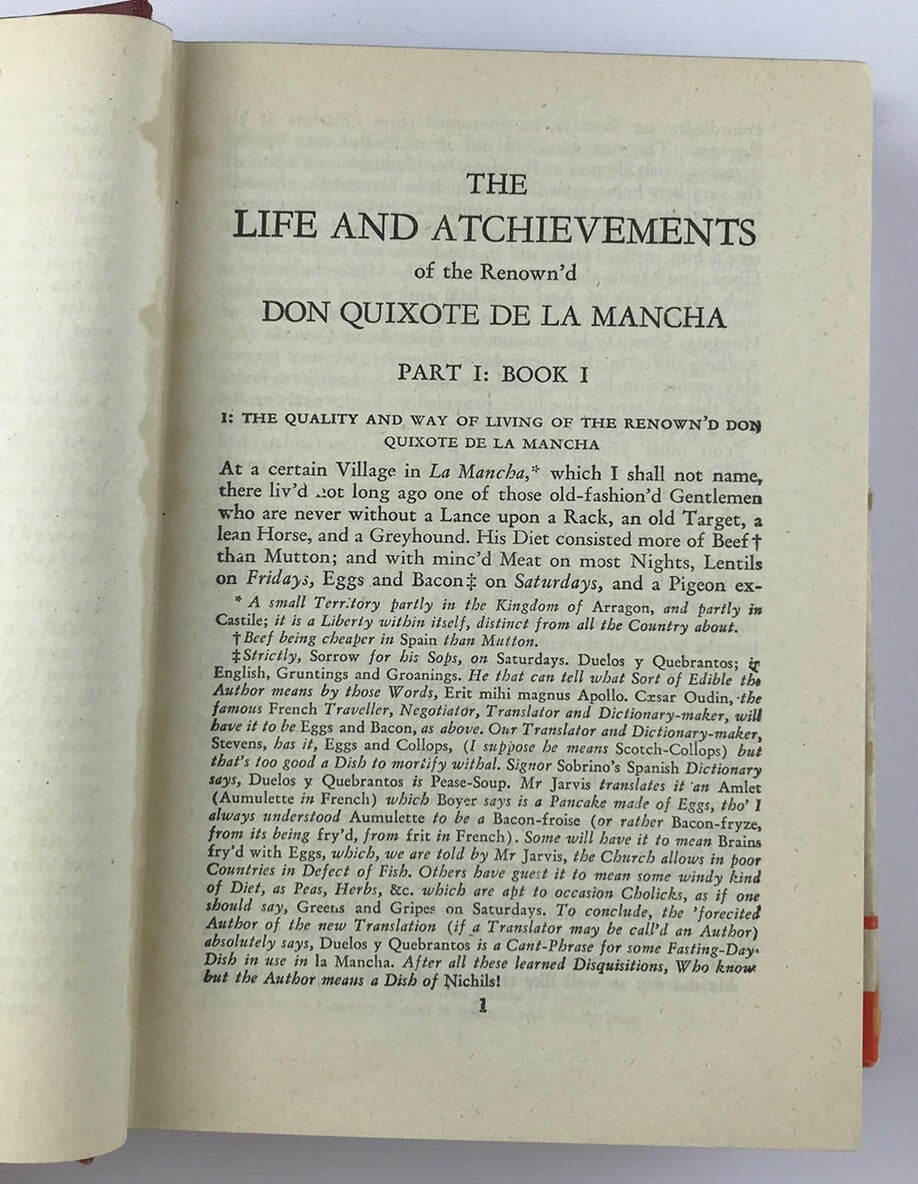 THE
LIFE AND ATCHIEVEMENTS
of the Renown'd
DON QUIXOTE DE LA MANCHA
PART I: BOOK I
I: THE QUALITY AND WAY OF LIVING OF THE RENOWN'D DON
QUIXOTE DE LA MANCHA
At a certain Village in La Mancha,* which I shall not name,
there liv'd not long ago one of those old-fashion'd Gentlemen
who are never without a Lance upon a Rack, an old Target, a
lean Horse, and a Greyhound. His Diet consisted more of Beef†
than Mutton; and with minc'd Meat on most Nights, Lentils
on Fridays, Eggs and Bacon‡ on Saturdays, and a Pigeon ex-
* A small Territory partly in the Kingdom of Arragon, and partly in
Castile; it is a Liberty within itself, distinct from all the Country about.
† Beef being cheaper in Spain than Mutton.
‡ Strictly, Sorrow for his Sops, on Saturdays. Duelos y Quebrantos; in
English, Gruntings and Groanings. He that can tell what Sort of Edible the
Author means by those Words, Erit mihi magnus Apollo. Cæsar Oudin, the
famous French Traveller, Negotiator, Translator and Dictionary-maker, will
have it to be Eggs and Bacon, as above. Our Translator and Dictionary-maker,
Stevens, has it, Eggs and Collops, (I suppose he means Scotch-Collops) but
that's too good a Dish to mortify withal. Signor Sobrino's Spanish Dictionary
says, Duelos y Quebrantos is Pease-Soup. Mr Jarvis translates it an Amlet
(Aumulette in French) which Boyer says is a Pancake made of Eggs, tho' I
always understood Aumulette to be a Bacon-froise (or rather Bacon-fryze,
from its being fry'd, from frit in French). Some will have it to mean Brains
fry'd with Eggs, which, we are told by Mr Jarvis, the Church allows in poor
Countries in Defect of Fish. Others have guest it to mean some windy kind
of Diet, as Peas, Herbs, &c. which are apt to occasion Cholicks, as if one
should say, Greens and Gripes on Saturdays. To conclude, the 'forecited
Author of the new Translation (if a Translator may be call'd an Author)
absolutely says, Duelos y Quebrantos is a Cant-Phrase for some Fasting-Day-
Dish in use in la Mancha. After all these learned Disquisitions, Who knows
but the Author means a Dish of Nichils!
1